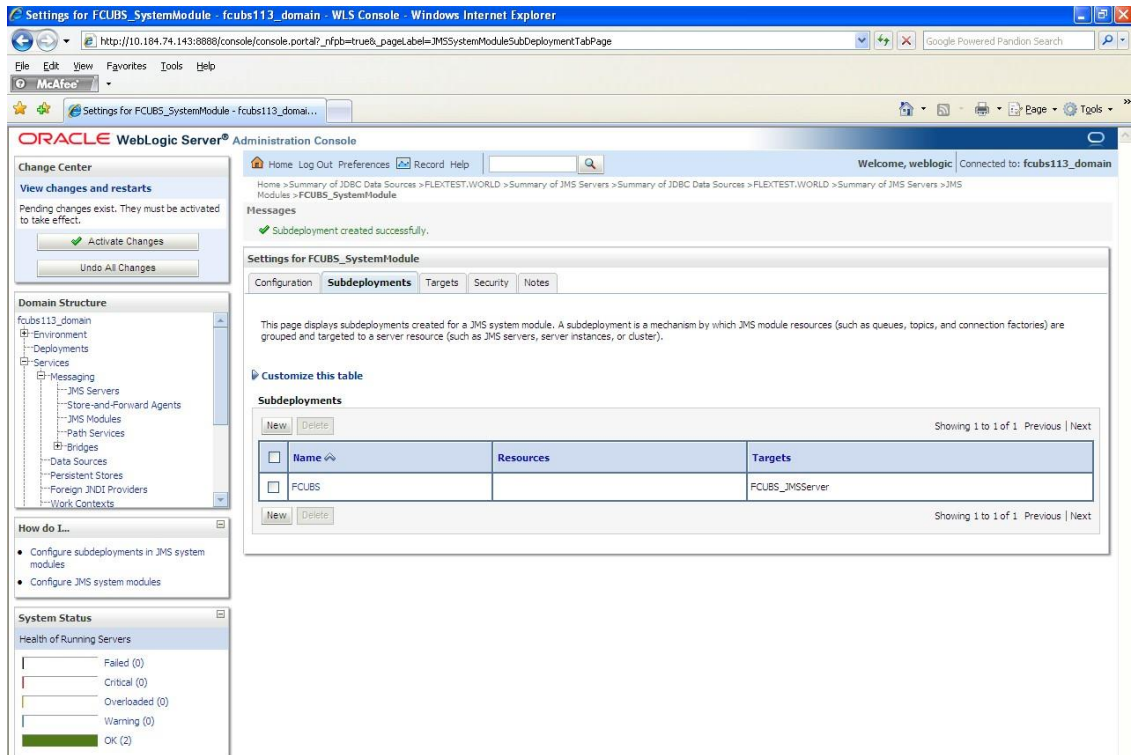 Settings for FCUBS_SystemModule - fcubs113_domain - WLS Console - Windows Internet Explorer
http://10.184.74.143:8888/console/console.portal?_nfpb=true&_pageLabel=JMSSystemModuleSubDeploymentTabPage
Google Powered Pandion Search
File Edit View Favorites Tools Help
McAfee
Settings for FCUBS_SystemModule - fcubs113_domai...
Page Tools
ORACLE WebLogic Server® Administration Console
Change Center
View changes and restarts
Pending changes exist. They must be activated
to take effect.
Activate Changes
Undo All Changes
Domain Structure
fcubs113_domain
Environment
Deployments
Services
Messaging
JMS Servers
Store-and-Forward Agents
JMS Modules
Path Services
Bridges
Data Sources
Persistent Stores
Foreign JNDI Providers
Work Contexts
How do I...
Configure subdeployments in JMS system
modules
Configure JMS system modules
System Status
Health of Running Servers
Failed (0)
Critical (0)
Overloaded (0)
Warning (0)
OK (2)
Home Log Out Preferences Record Help
Welcome, weblogic Connected to: fcubs113_domain
Home >Summary of JDBC Data Sources >FLEXTEST.WORLD >Summary of JMS Servers >Summary of JDBC Data Sources >FLEXTEST.WORLD >Summary of JMS Servers >JMS
Modules >FCUBS_SystemModule
Messages
Subdeployment created successfully.
Settings for FCUBS_SystemModule
Configuration Subdeployments Targets Security Notes
This page displays subdeployments created for a JMS system module. A subdeployment is a mechanism by which JMS module resources (such as queues, topics, and connection factories) are
grouped and targeted to a server resource (such as JMS servers, server instances, or cluster).
Customize this table
Subdeployments
New Delete Showing 1 to 1 of 1 Previous | Next
Name Resources Targets
FCUBS FCUBS_JMSServer
New Delete Showing 1 to 1 of 1 Previous | Next